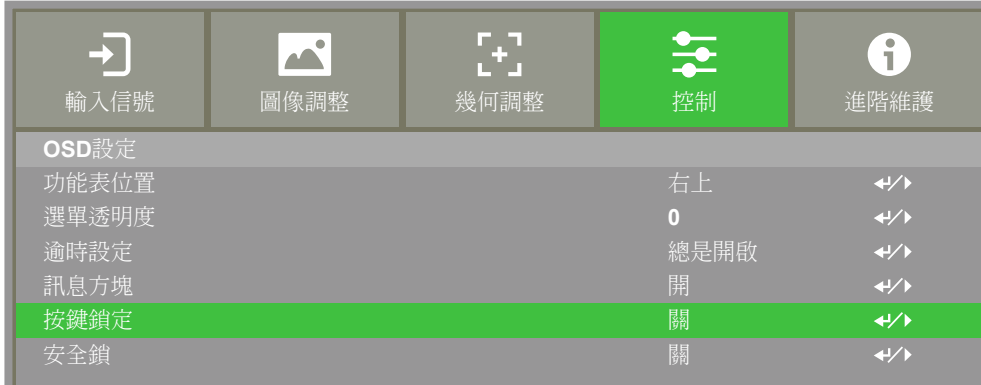 輸入信號 圖像調整 幾何調整 控制 進階維護
OSD設定
功能表位置 右上
選單透明度 0
逾時設定 總是開啟
訊息方塊 開
按鍵鎖定 關
安全鎖 關